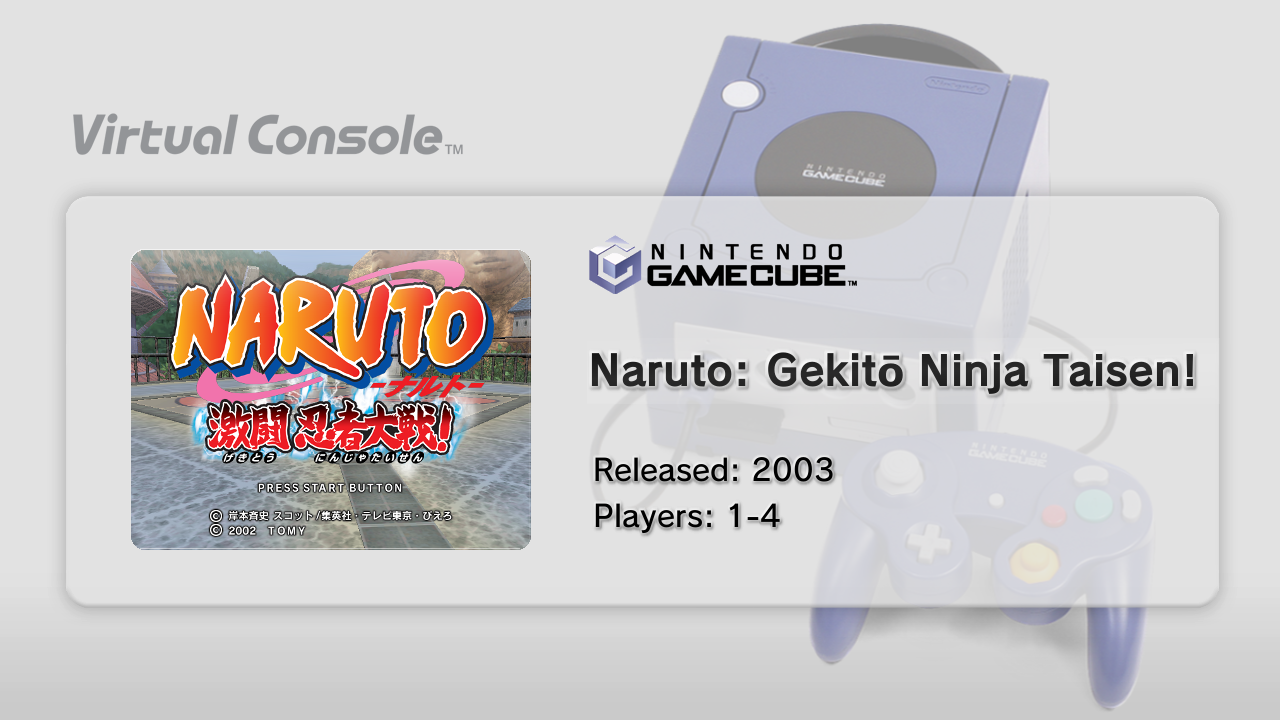 Nintendo
NINTENDO
GAMECUBE
Virtual Console™
NARUTO
-ナルト-
激闘 忍者大戦!
げきとう にんじゃたいせん
PRESS START BUTTON
© 岸本斉史 スコット/集英社・テレビ東京・ぴえろ
© 2002 TOMY
NINTENDO
GAMECUBE™
Naruto: Gekitō Ninja Taisen!
Released: 2003
Players: 1-4
NINTENDO
GAMECUBE